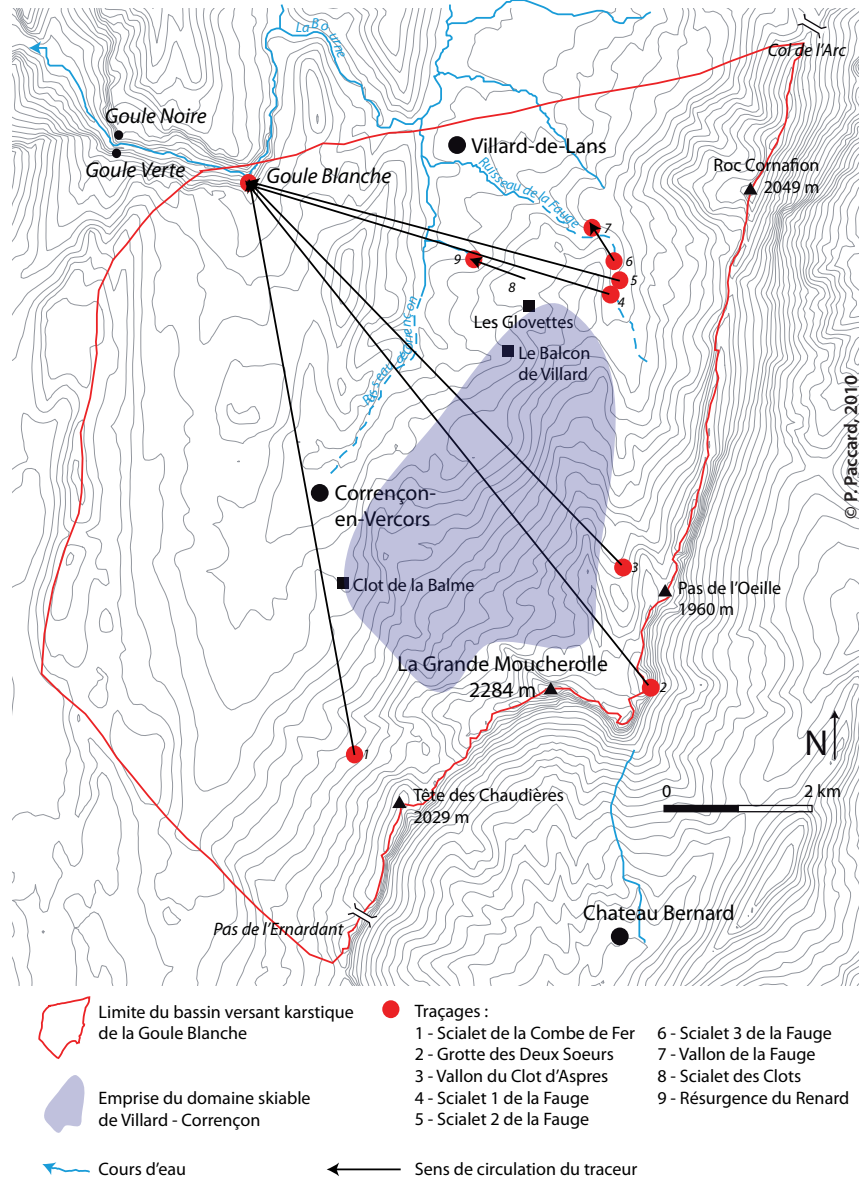 La Bourne
Col de l'Arc
Goule Noire
Goule Verte
Villard-de-Lans
Goule Blanche
Ruisseau de la Fauge
Roc Cornafion
2049 m
7
6
9
5
8
4
Les Glovettes
Le Balcon
de Villard
Corrençon-
en-Vercors
© P. Paccard, 2010
3
Clot de la Balme
Pas de l'Oeille
1960 m
La Grande Moucherolle
2284 m
2
N
1
Tête des Chaudières
2029 m
0
2 km
Chateau Bernard
Pas de l'Ernardant
Limite du bassin versant karstique
de la Goule Blanche
Emprise du domaine skiable
de Villard - Corrençon
Cours d'eau
Traçages :
1 - Scialet de la Combe de Fer
2 - Grotte des Deux Soeurs
3 - Vallon du Clot d'Aspres
4 - Scialet 1 de la Fauge
5 - Scialet 2 de la Fauge
6 - Scialet 3 de la Fauge
7 - Vallon de la Fauge
8 - Scialet des Clots
9 - Résurgence du Renard
Sens de circulation du traceur